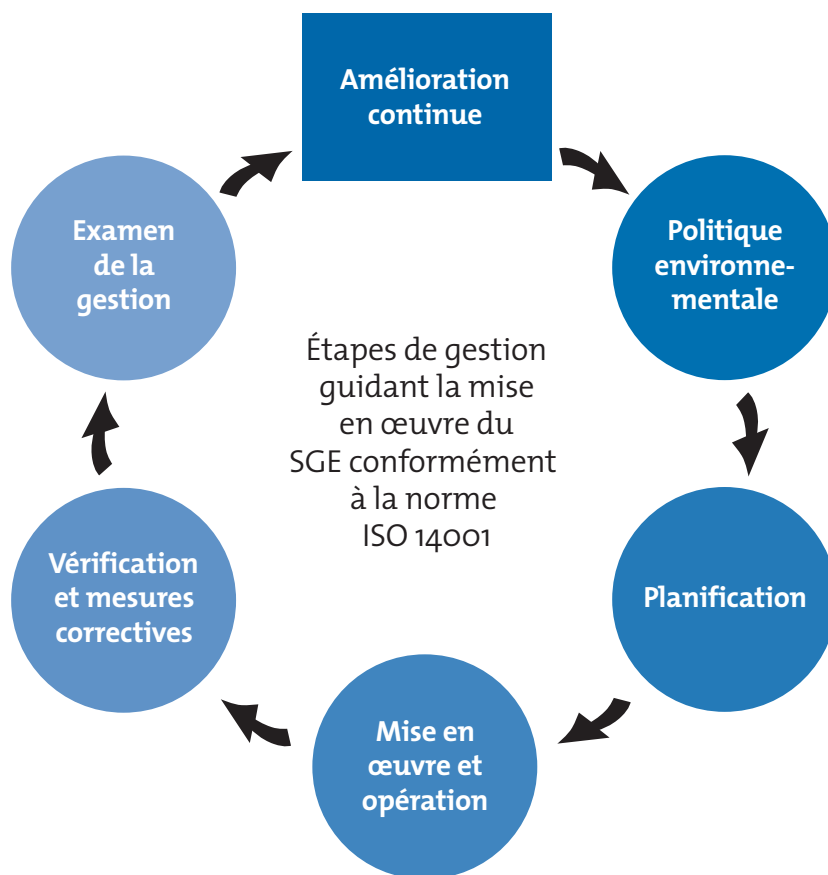 Amélioration
continue
Politique
environne-
mentale
Planification
Mise en
œuvre et
opération
Vérification
et mesures
correctives
Examen
de la
gestion
Étapes de gestion
guidant la mise
en œuvre du
SGE conformément
à la norme
ISO 14001